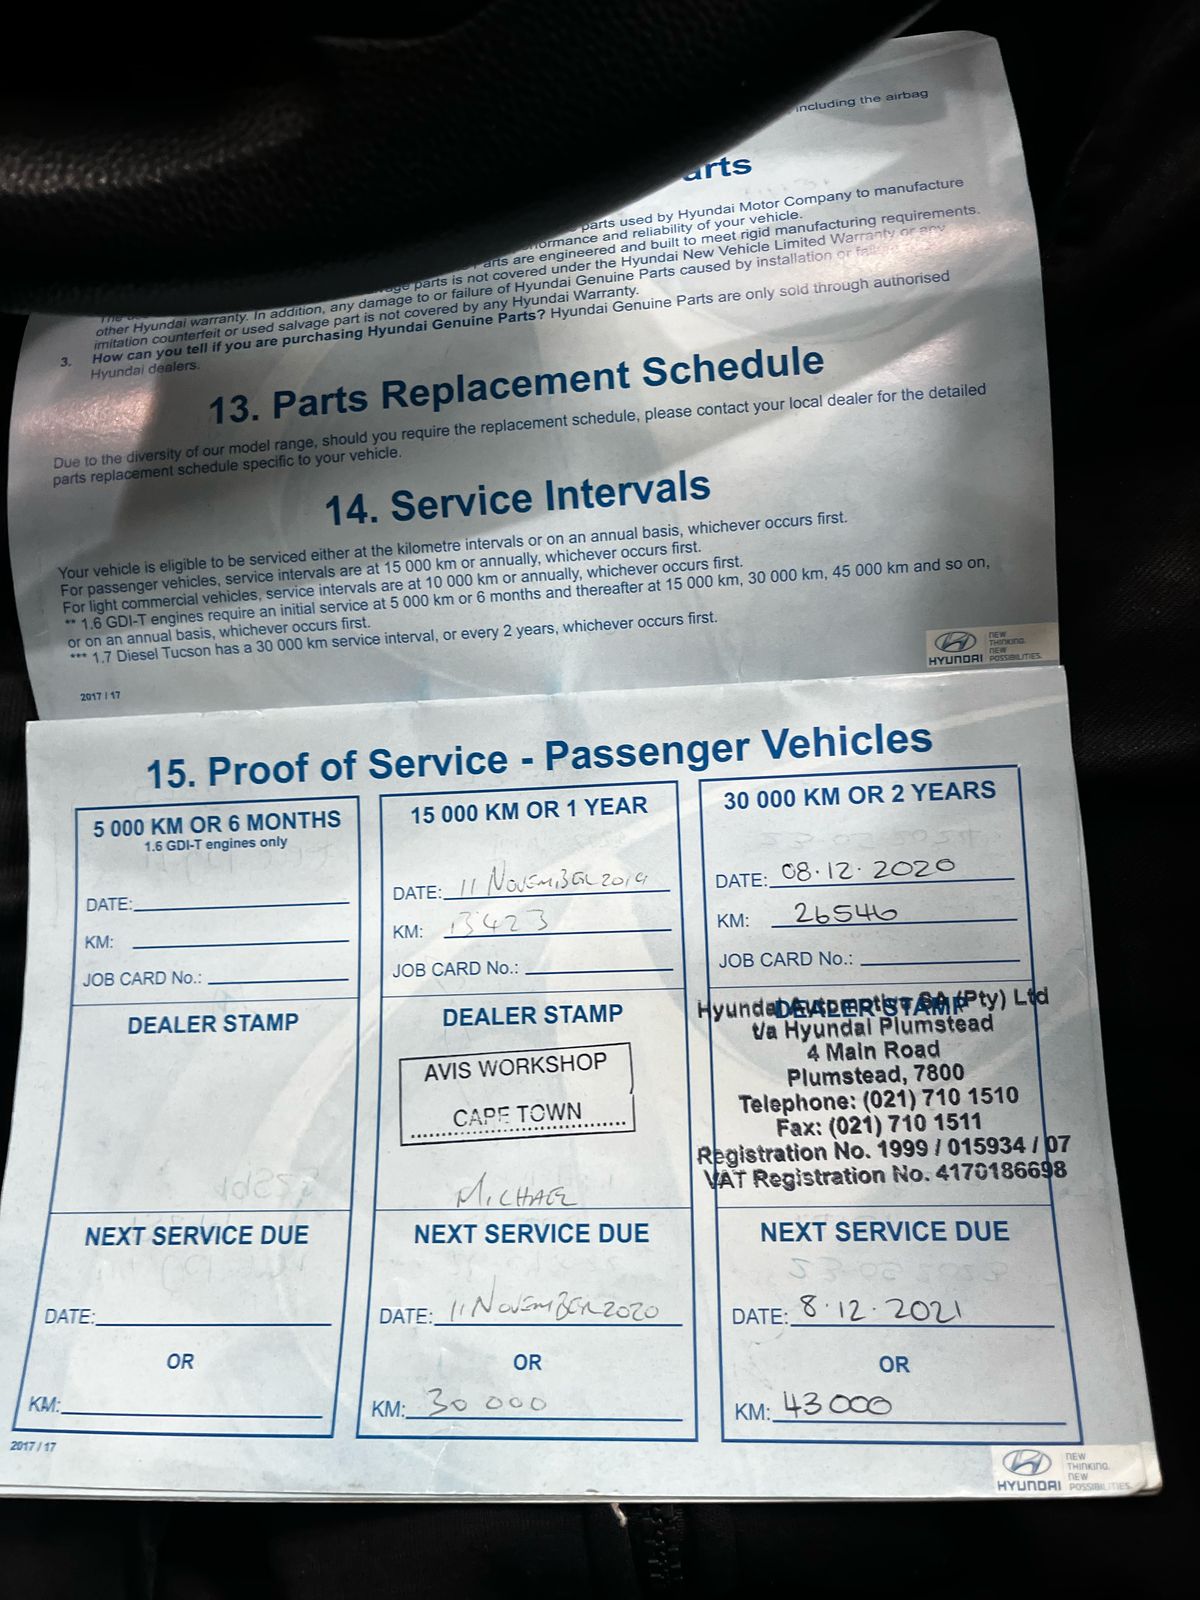 including the airbag
arts
parts used by Hyundai Motor Company to manufacture
ormance and reliability of your vehicle.
arts are engineered and built to meet rigid manufacturing requirements.
parts is not covered under the Hyundai New Vehicle Limited Warranty or any
other Hyundai warranty. In addition, any damage to or failure of Hyundai Genuine Parts caused by installation or
imitation counterfeit or used salvage part is not covered by any Hyundai Warranty.
3. How can you tell if you are purchasing Hyundai Genuine Parts? Hyundai Genuine Parts are only sold through authorised
Hyundai dealers.
13. Parts Replacement Schedule
Due to the diversity of our model range, should you require the replacement schedule, please contact your local dealer for the detailed
parts replacement schedule specific to your vehicle.
14. Service Intervals
Your vehicle is eligible to be serviced either at the kilometre intervals or on an annual basis, whichever occurs first.
For passenger vehicles, service intervals are at 15 000 km or annually, whichever occurs first.
For light commercial vehicles, service intervals are at 10 000 km or annually, whichever occurs first.
** 1.6 GDI-T engines require an initial service at 5 000 km or 6 months and thereafter at 15 000 km, 30 000 km, 45 000 km and so on,
or on an annual basis, whichever occurs first.
*** 1.7 Diesel Tucson has a 30 000 km service interval, or every 2 years, whichever occurs first.
2017 / 17
HYUNDAI
NEW
THINKING.
NEW
POSSIBILITIES.
15. Proof of Service - Passenger Vehicles
5 000 KM OR 6 MONTHS
1.6 GDI-T engines only
DATE:
KM:
JOB CARD No.:
DEALER STAMP
NEXT SERVICE DUE
DATE:
OR
KM:
15 000 KM OR 1 YEAR
DATE: 11 NOVEMBER 2019
KM: 13423
JOB CARD No.:
DEALER STAMP
AVIS WORKSHOP
CAPE TOWN
MICHAEL
NEXT SERVICE DUE
DATE: 11 NOVEMBER 2020
OR
KM: 30 000
30 000 KM OR 2 YEARS
DATE: 08.12.2020
KM: 26546
JOB CARD No.:
DEALER STAMP
Hyundai Automotive SA (Pty) Ltd
t/a Hyundai Plumstead
4 Main Road
Plumstead, 7800
Telephone: (021) 710 1510
Fax: (021) 710 1511
Registration No. 1999 / 015934 / 07
VAT Registration No. 4170186698
NEXT SERVICE DUE
DATE: 8.12.2021
OR
KM: 43 000
2017 / 17
HYUNDAI
NEW
THINKING.
NEW
POSSIBILITIES.